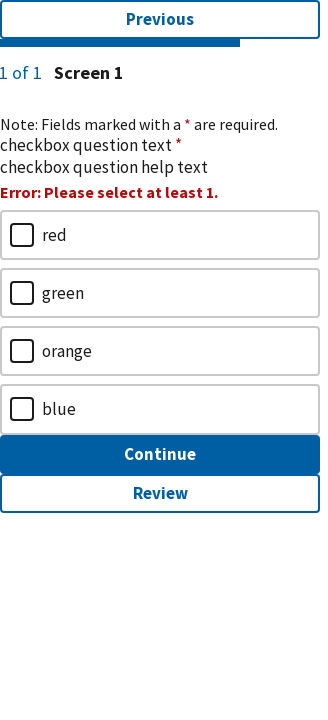 Previous
1 of 1 Screen 1
Note: Fields marked with a * are required.
checkbox question text *
checkbox question help text
Error: Please select at least 1.
red
green
orange
blue
Continue
Review